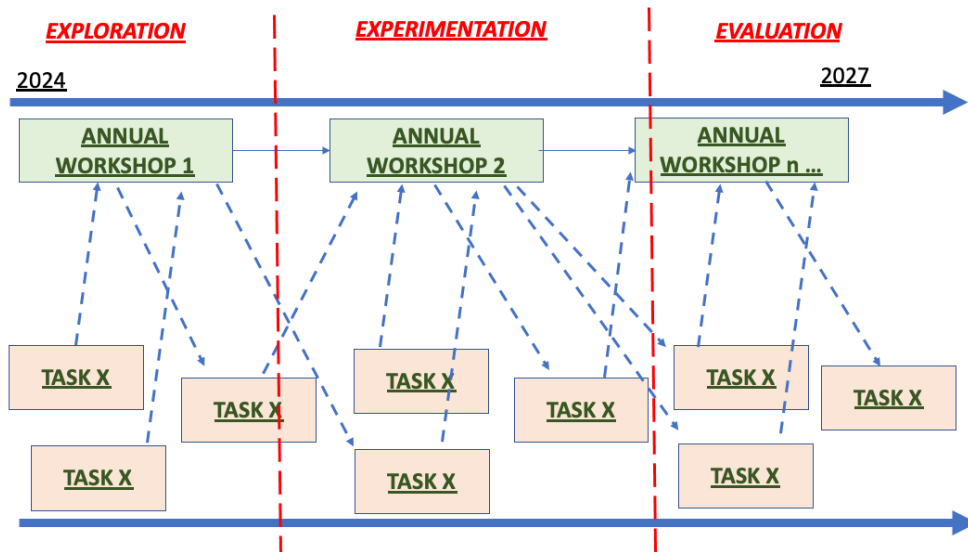 EXPLORATION
EXPERIMENTATION
EVALUATION
2024
2027
ANNUAL
WORKSHOP 1
ANNUAL
WORKSHOP 2
ANNUAL
WORKSHOP n ...
TASK X
TASK X
TASK X
TASK X
TASK X
TASK X
TASK X
TASK X
TASK X